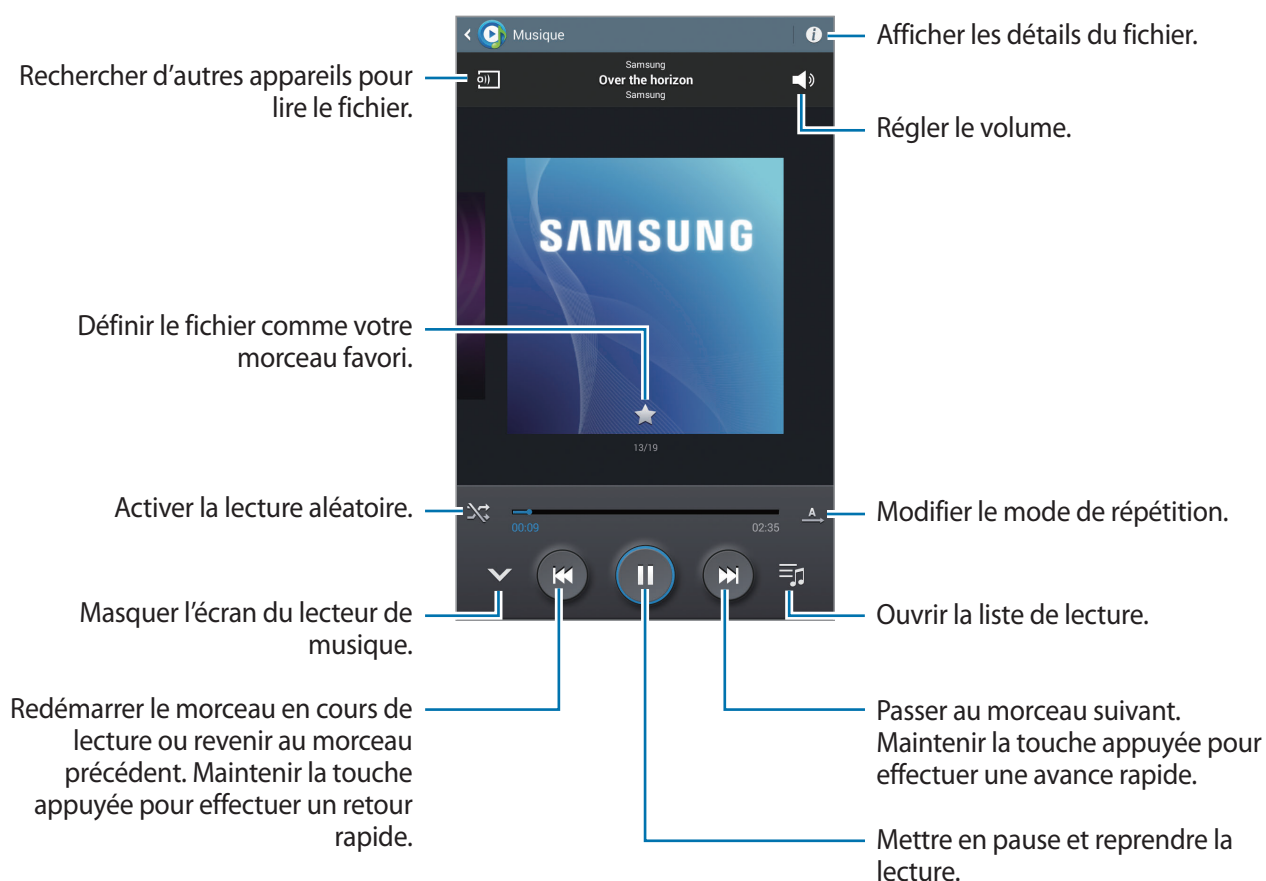 Musique
Afficher les détails du fichier.
Rechercher d'autres appareils pour
lire le fichier.
Samsung
Over the horizon
Samsung
Régler le volume.
SAMSUNG
Définir le fichier comme votre
morceau favori.
13/19
Activer la lecture aléatoire.
00:09
02:35
A
Modifier le mode de répétition.
Masquer l'écran du lecteur de
musique.
Ouvrir la liste de lecture.
Redémarrer le morceau en cours de
lecture ou revenir au morceau
précédent. Maintenir la touche
appuyée pour effectuer un retour
rapide.
Passer au morceau suivant.
Maintenir la touche appuyée pour
effectuer une avance rapide.
Mettre en pause et reprendre la
lecture.